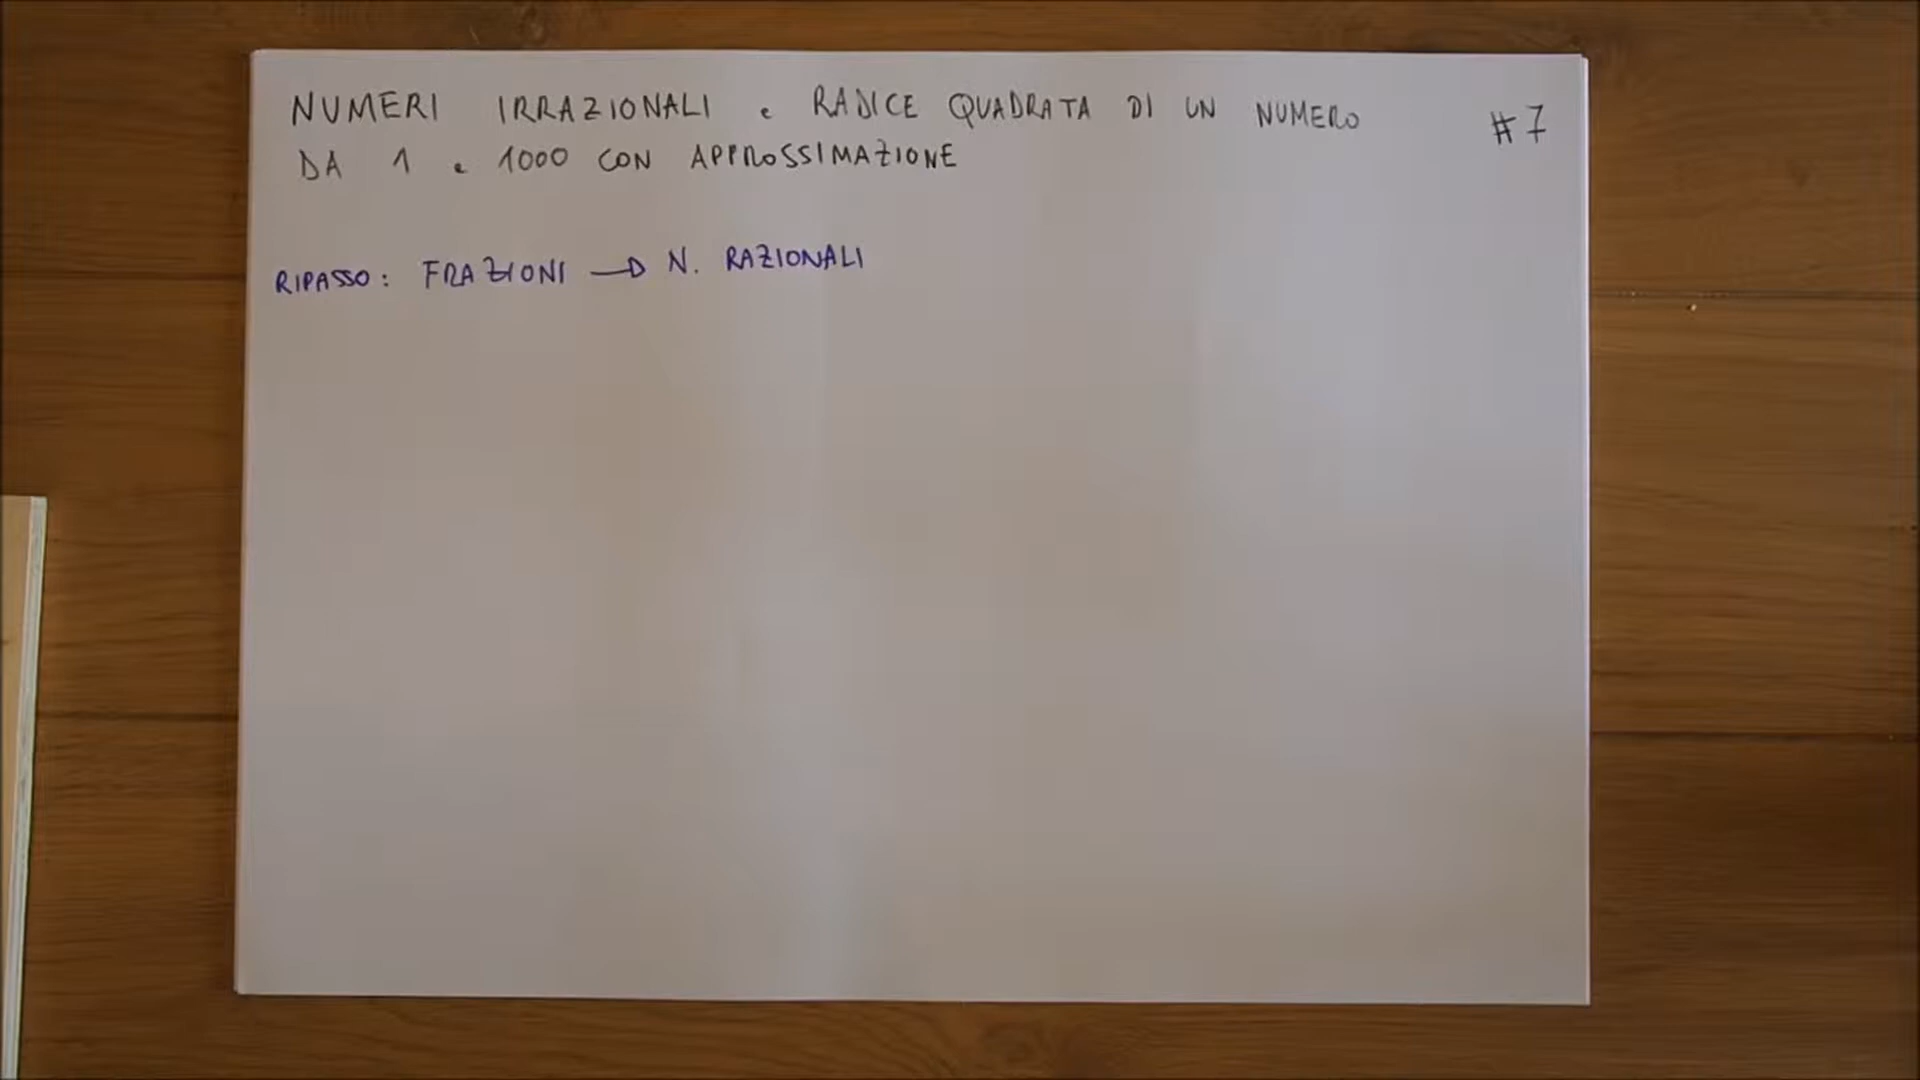 NUMERI IRRAZIONALI e RADICE QUADRATA DI UN NUMERO #7
DA 1 a 1000 CON APPROSSIMAZIONE
RIPASSO: FRAZIONI → N. RAZIONALI